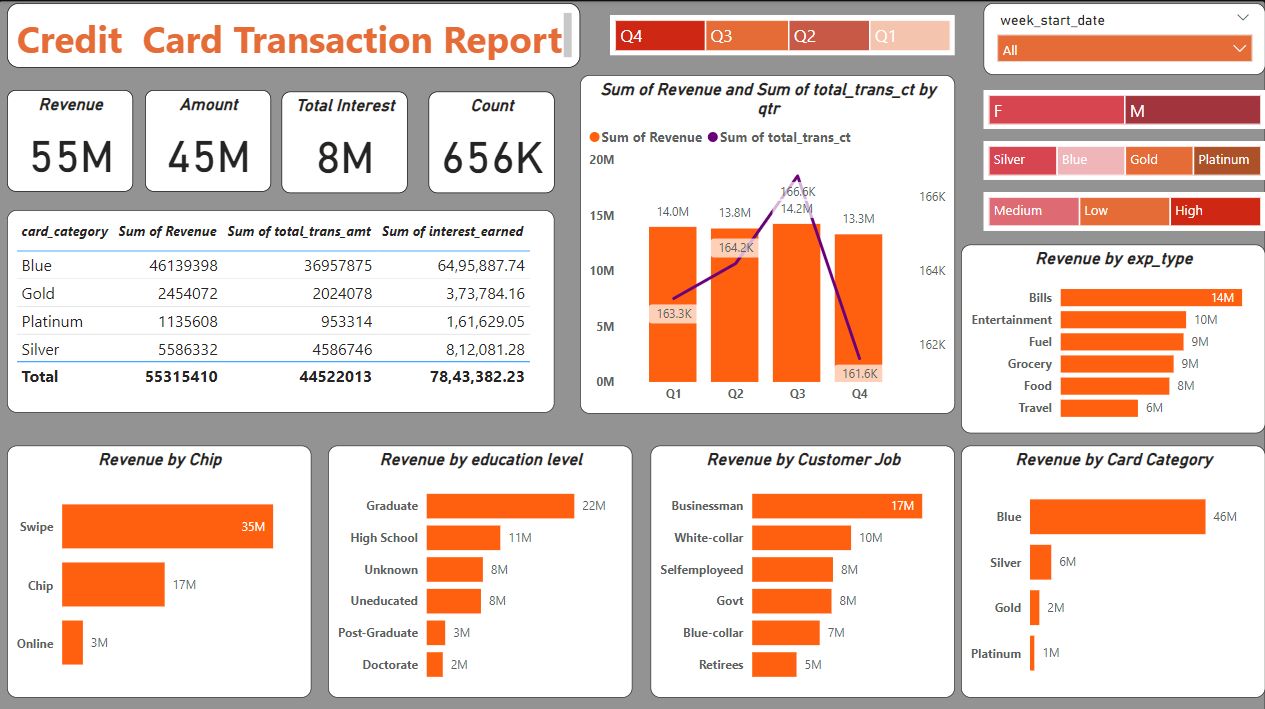 Credit  Card Transaction Report
Q4 Q3 Q2 Q1
week_start_date
All
F M
Silver Blue Gold Platinum
Medium Low High
Revenue
55M
Amount
45M
Total Interest
8M
Count
656K
card_category Sum of Revenue Sum of total_trans_amt Sum of interest_earned
Blue 46139398 36957875 64,95,887.74
Gold 2454072 2024078 3,73,784.16
Platinum 1135608 953314 1,61,629.05
Silver 5586332 4586746 8,12,081.28
Total 55315410 44522013 78,43,382.23
Sum of Revenue and Sum of total_trans_ct by
qtr
Sum of Revenue Sum of total_trans_ct
20M
15M
10M
5M
0M
14.0M 13.8M 14.2M 13.3M
163.3K 164.2K 166.6K 161.6K
166K
164K
162K
Q1 Q2 Q3 Q4
Revenue by exp_type
Bills 14M
Entertainment 10M
Fuel 9M
Grocery 9M
Food 8M
Travel 6M
Revenue by Chip
Swipe 35M
Chip 17M
Online 3M
Revenue by education level
Graduate 22M
High School 11M
Unknown 8M
Uneducated 8M
Post-Graduate 3M
Doctorate 2M
Revenue by Customer Job
Businessman 17M
White-collar 10M
Selfemployeed 8M
Govt 8M
Blue-collar 7M
Retirees 5M
Revenue by Card Category
Blue 46M
Silver 6M
Gold 2M
Platinum 1M